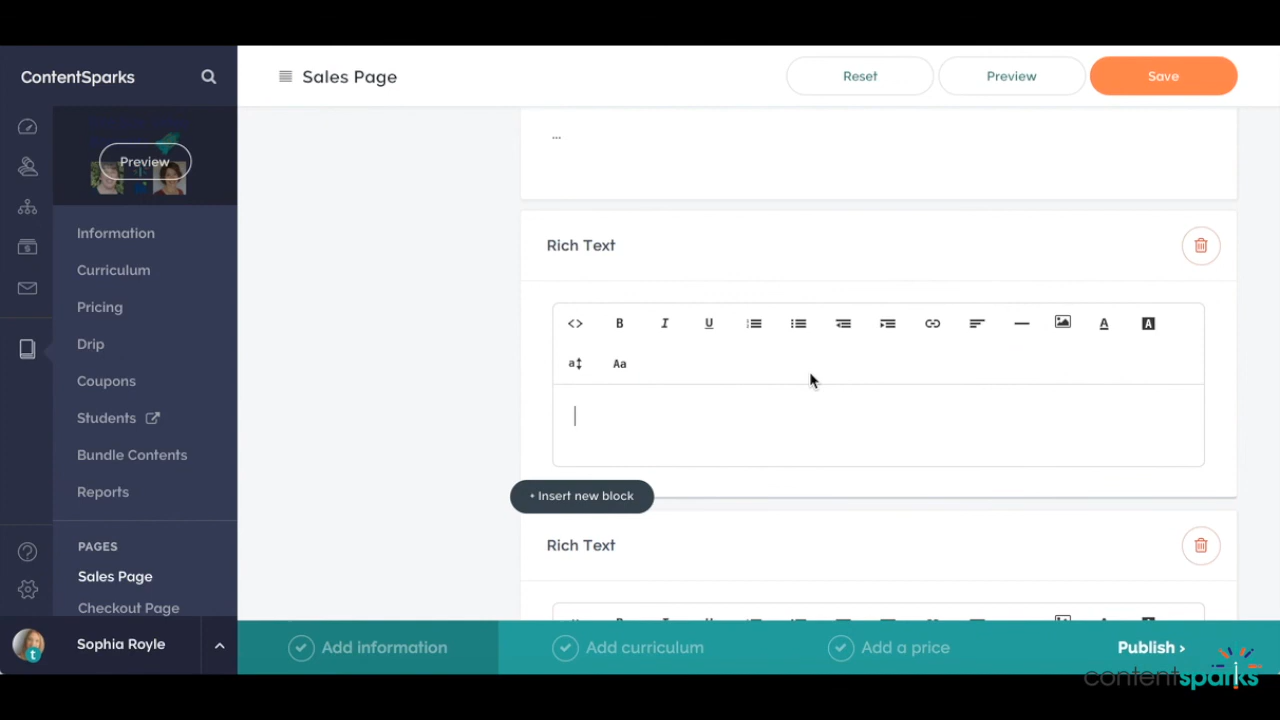 ContentSparks
Sales Page
Reset
Preview
Save
Preview
Information
Curriculum
Pricing
Drip
Coupons
Students
Bundle Contents
Reports
PAGES
Sales Page
Checkout Page
Sophia Royle
t
...
Rich Text
<> B I U
A A
a Aa
+ Insert new block
Rich Text
Add information
Add curriculum
Add a price
Publish ›
contentsparks